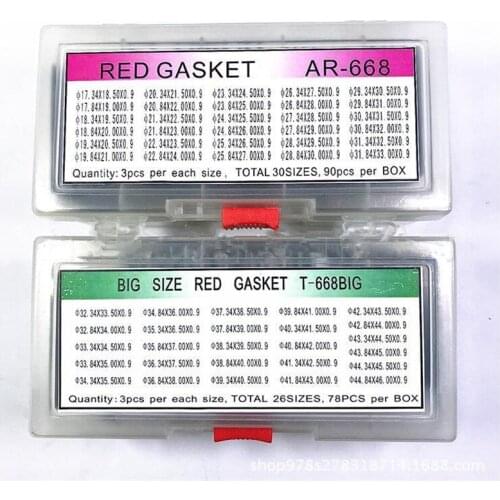 RED GASKET AR-668
Φ17.34X18.50X0.9 Φ20.34X21.50X0.9 Φ23.34X24.50X0.9 Φ26.34X27.50X0.9 Φ29.34X30.50X0.9
Φ17.84X19.00X0.9 Φ20.84X22.00X0.9 Φ23.84X25.00X0.9 Φ26.84X28.00X0.9 Φ29.84X31.00X0.9
Φ18.34X19.50X0.9 Φ21.34X22.50X0.9 Φ24.34X25.50X0.9 Φ27.34X28.50X0.9 Φ30.34X31.50X0.9
Φ18.84X20.00X0.9 Φ21.84X23.00X0.9 Φ24.84X26.00X0.9 Φ27.84X29.00X0.9 Φ30.84X32.00X0.9
Φ19.34X20.50X0.9 Φ22.34X23.50X0.9 Φ25.34X26.50X0.9 Φ28.34X29.50X0.9 Φ31.34X32.50X0.9
Φ19.84X21.00X0.9 Φ22.84X24.00X0.9 Φ25.84X27.00X0.9 Φ28.84X30.00X0.9 Φ31.84X33.00X0.9
Quantity: 3pcs per each size, TOTAL 30SIZES, 90pcs per BOX
BIG SIZE RED GASKET T-668BIG
Φ32.34X33.50X0.9 Φ34.84X36.00X0.9 Φ37.34X38.50X0.9 Φ39.84X41.00X0.9 Φ42.34X43.50X0.9
Φ42.84X44.00X0.9
Φ32.84X34.00X0.9 Φ35.34X36.50X0.9 Φ37.84X39.00X0.9 Φ40.34X41.50X0.9
Φ43.34X44.50X0.9
Φ33.34X34.50X0.9 Φ35.84X37.00X0.9 Φ38.34X39.50X0.9 Φ40.84X42.00X0.9
Φ43.84X45.00X0.9
Φ33.84X35.00X0.9 Φ36.34X37.50X0.9 Φ38.84X40.00X0.9 Φ41.34X42.50X0.9
Φ44.34X45.50X0.9
Φ34.34X35.50X0.9 Φ36.84X38.00X0.9 Φ39.34X40.50X0.9 Φ41.84X43.00X0.9 Φ44.84X46.00X0.9
Quantity: 3pcs per each size, TOTAL 26SIZES, 78PCS per BOX
shop978s278318714.1688.com